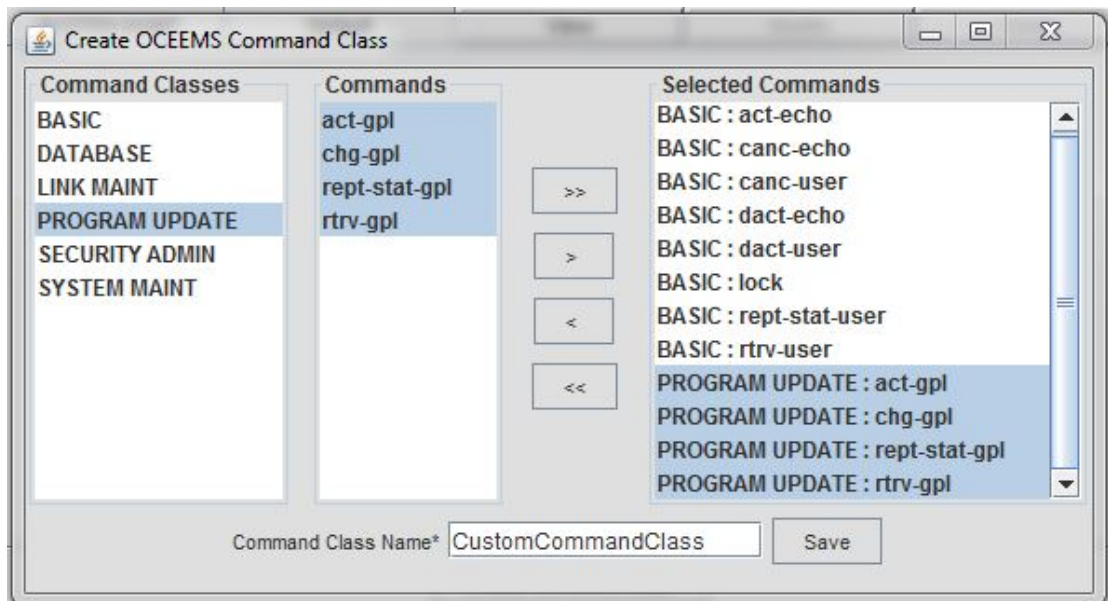 Create OCEEMS Command Class
Command Classes
BASIC
DATABASE
LINK MAINT
PROGRAM UPDATE
SECURITY ADMIN
SYSTEM MAINT
Commands
act-gpl
chg-gpl
rept-stat-gpl
rtrv-gpl
>>
>
<
<<
Selected Commands
BASIC : act-echo
BASIC : canc-echo
BASIC : canc-user
BASIC : dact-echo
BASIC : dact-user
BASIC : lock
BASIC : rept-stat-user
BASIC : rtrv-user
PROGRAM UPDATE : act-gpl
PROGRAM UPDATE : chg-gpl
PROGRAM UPDATE : rept-stat-gpl
PROGRAM UPDATE : rtrv-gpl
Command Class Name* CustomCommandClass Save